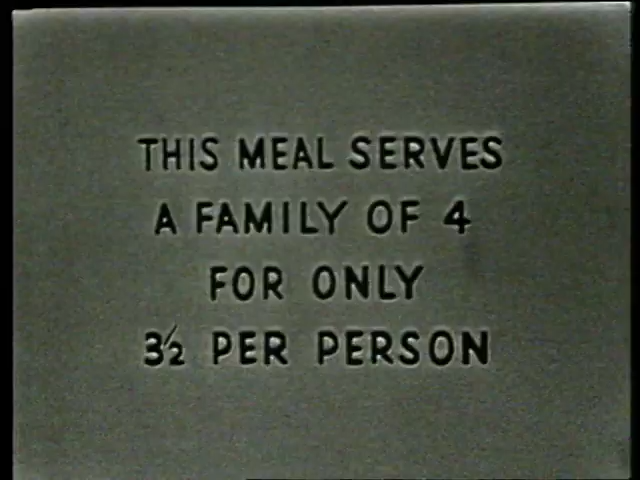 THIS MEAL SERVES
A FAMILY OF 4
FOR ONLY
3½ PER PERSON